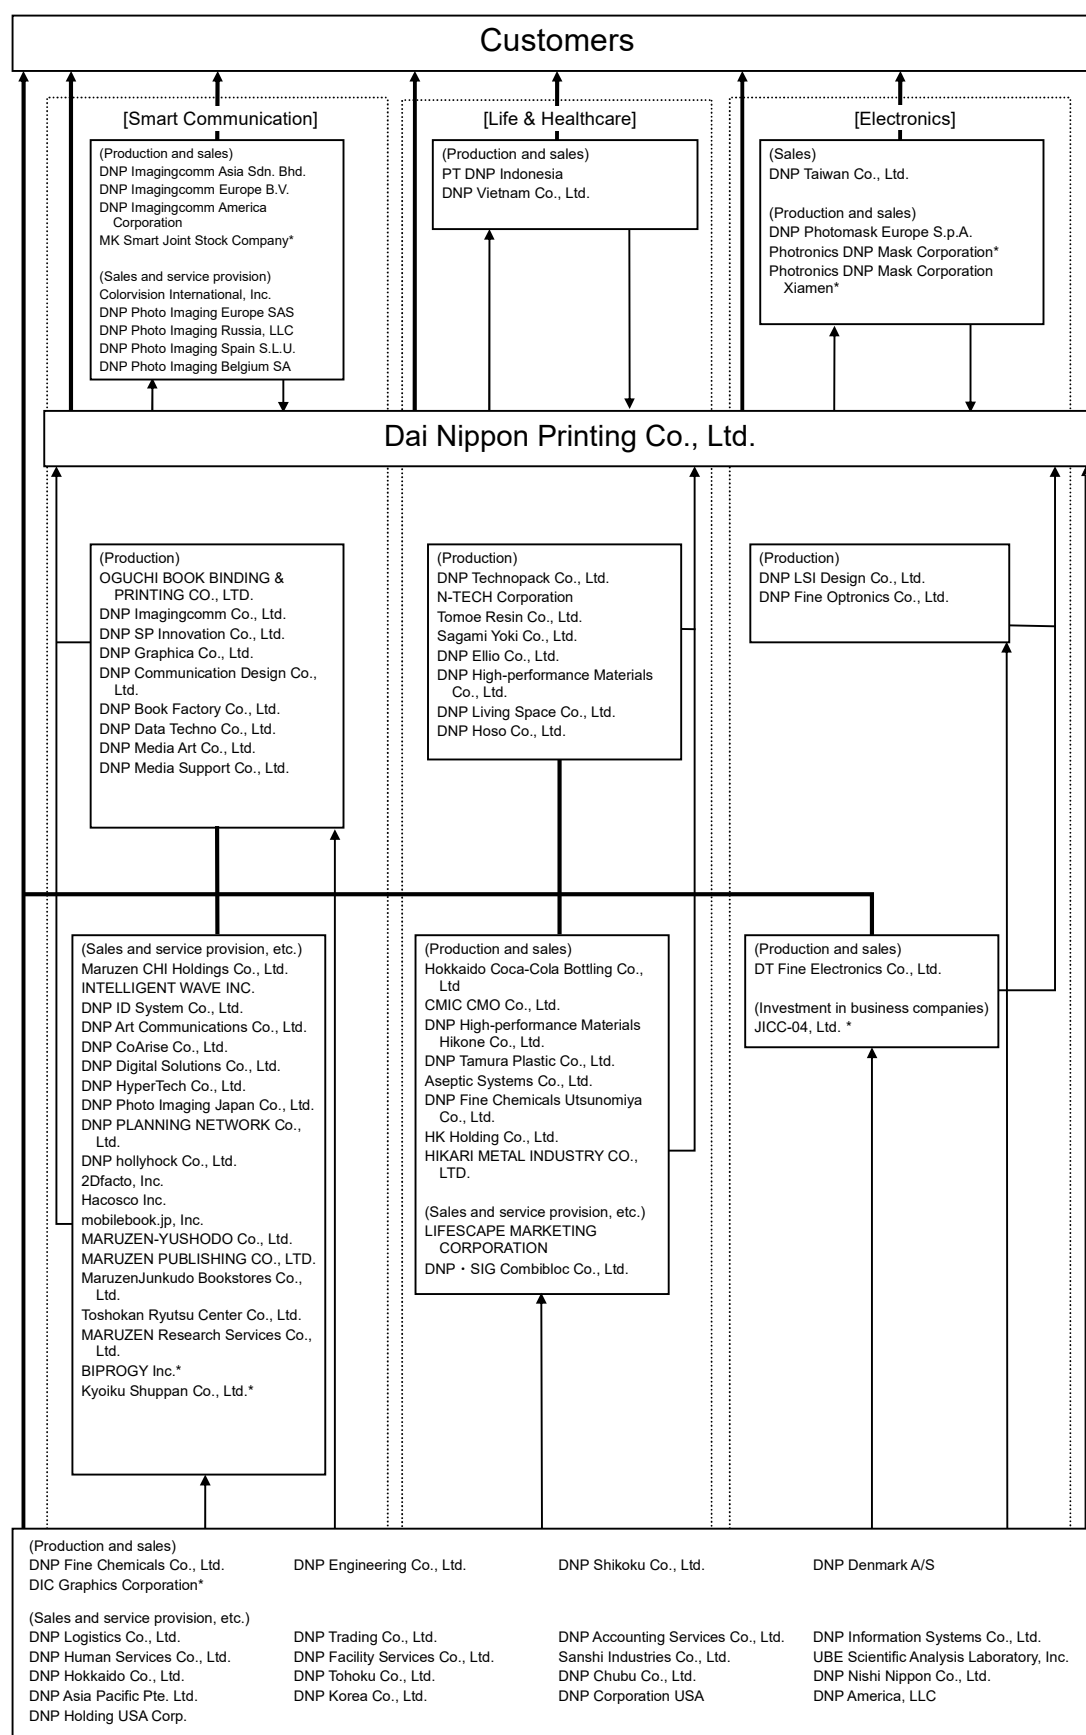 Customers
[Smart Communication]
(Production and sales)
DNP Imagingcomm Asia Sdn. Bhd.
DNP Imagingcomm Europe B.V.
DNP Imagingcomm America
Corporation
MK Smart Joint Stock Company*
(Sales and service provision)
Colorvision International, Inc.
DNP Photo Imaging Europe SAS
DNP Photo Imaging Russia, LLC
DNP Photo Imaging Spain S.L.U.
DNP Photo Imaging Belgium SA
[Life & Healthcare]
(Production and sales)
PT DNP Indonesia
DNP Vietnam Co., Ltd.
[Electronics]
(Sales)
DNP Taiwan Co., Ltd.
(Production and sales)
DNP Photomask Europe S.p.A.
Photronics DNP Mask Corporation*
Photronics DNP Mask Corporation
Xiamen*
Dai Nippon Printing Co., Ltd.
(Production)
OGUCHI BOOK BINDING &
PRINTING CO., LTD.
DNP Imagingcomm Co., Ltd.
DNP SP Innovation Co., Ltd.
DNP Graphica Co., Ltd.
DNP Communication Design Co.,
Ltd.
DNP Book Factory Co., Ltd.
DNP Data Techno Co., Ltd.
DNP Media Art Co., Ltd.
DNP Media Support Co., Ltd.
(Production)
DNP Technopack Co., Ltd.
N-TECH Corporation
Tomoe Resin Co., Ltd.
Sagami Yoki Co., Ltd.
DNP Ellio Co., Ltd.
DNP High-performance Materials
Co., Ltd.
DNP Living Space Co., Ltd.
DNP Hoso Co., Ltd.
(Production)
DNP LSI Design Co., Ltd.
DNP Fine Optronics Co., Ltd.
(Sales and service provision, etc.)
Maruzen CHI Holdings Co., Ltd.
INTELLIGENT WAVE INC.
DNP ID System Co., Ltd.
DNP Art Communications Co., Ltd.
DNP CoArise Co., Ltd.
DNP Digital Solutions Co., Ltd.
DNP HyperTech Co., Ltd.
DNP Photo Imaging Japan Co., Ltd.
DNP PLANNING NETWORK Co.,
Ltd.
DNP hollyhock Co., Ltd.
2Dfacto, Inc.
Hacosco Inc.
mobilebook.jp, Inc.
MARUZEN-YUSHODO Co., Ltd.
MARUZEN PUBLISHING CO., LTD.
MaruzenJunkudo Bookstores Co.,
Ltd.
Toshokan Ryutsu Center Co., Ltd.
MARUZEN Research Services Co.,
Ltd.
BIPROGY Inc.*
Kyoiku Shuppan Co., Ltd.*
(Production and sales)
Hokkaido Coca-Cola Bottling Co.,
Ltd
CMIC CMO Co., Ltd.
DNP High-performance Materials
Hikone Co., Ltd.
DNP Tamura Plastic Co., Ltd.
Aseptic Systems Co., Ltd.
DNP Fine Chemicals Utsunomiya
Co., Ltd.
HK Holding Co., Ltd.
HIKARI METAL INDUSTRY CO.,
LTD.
(Sales and service provision, etc.)
LIFESCAPE MARKETING
CORPORATION
DNP・SIG Combibloc Co., Ltd.
(Production and sales)
DT Fine Electronics Co., Ltd.
(Investment in business companies)
JICC-04, Ltd. *
(Production and sales)
DNP Fine Chemicals Co., Ltd. DNP Engineering Co., Ltd. DNP Shikoku Co., Ltd. DNP Denmark A/S
DIC Graphics Corporation*
(Sales and service provision, etc.)
DNP Logistics Co., Ltd. DNP Trading Co., Ltd. DNP Accounting Services Co., Ltd. DNP Information Systems Co., Ltd.
DNP Human Services Co., Ltd. DNP Facility Services Co., Ltd. Sanshi Industries Co., Ltd. UBE Scientific Analysis Laboratory, Inc.
DNP Hokkaido Co., Ltd. DNP Tohoku Co., Ltd. DNP Chubu Co., Ltd. DNP Nishi Nippon Co., Ltd.
DNP Asia Pacific Pte. Ltd. DNP Korea Co., Ltd. DNP Corporation USA DNP America, LLC
DNP Holding USA Corp.